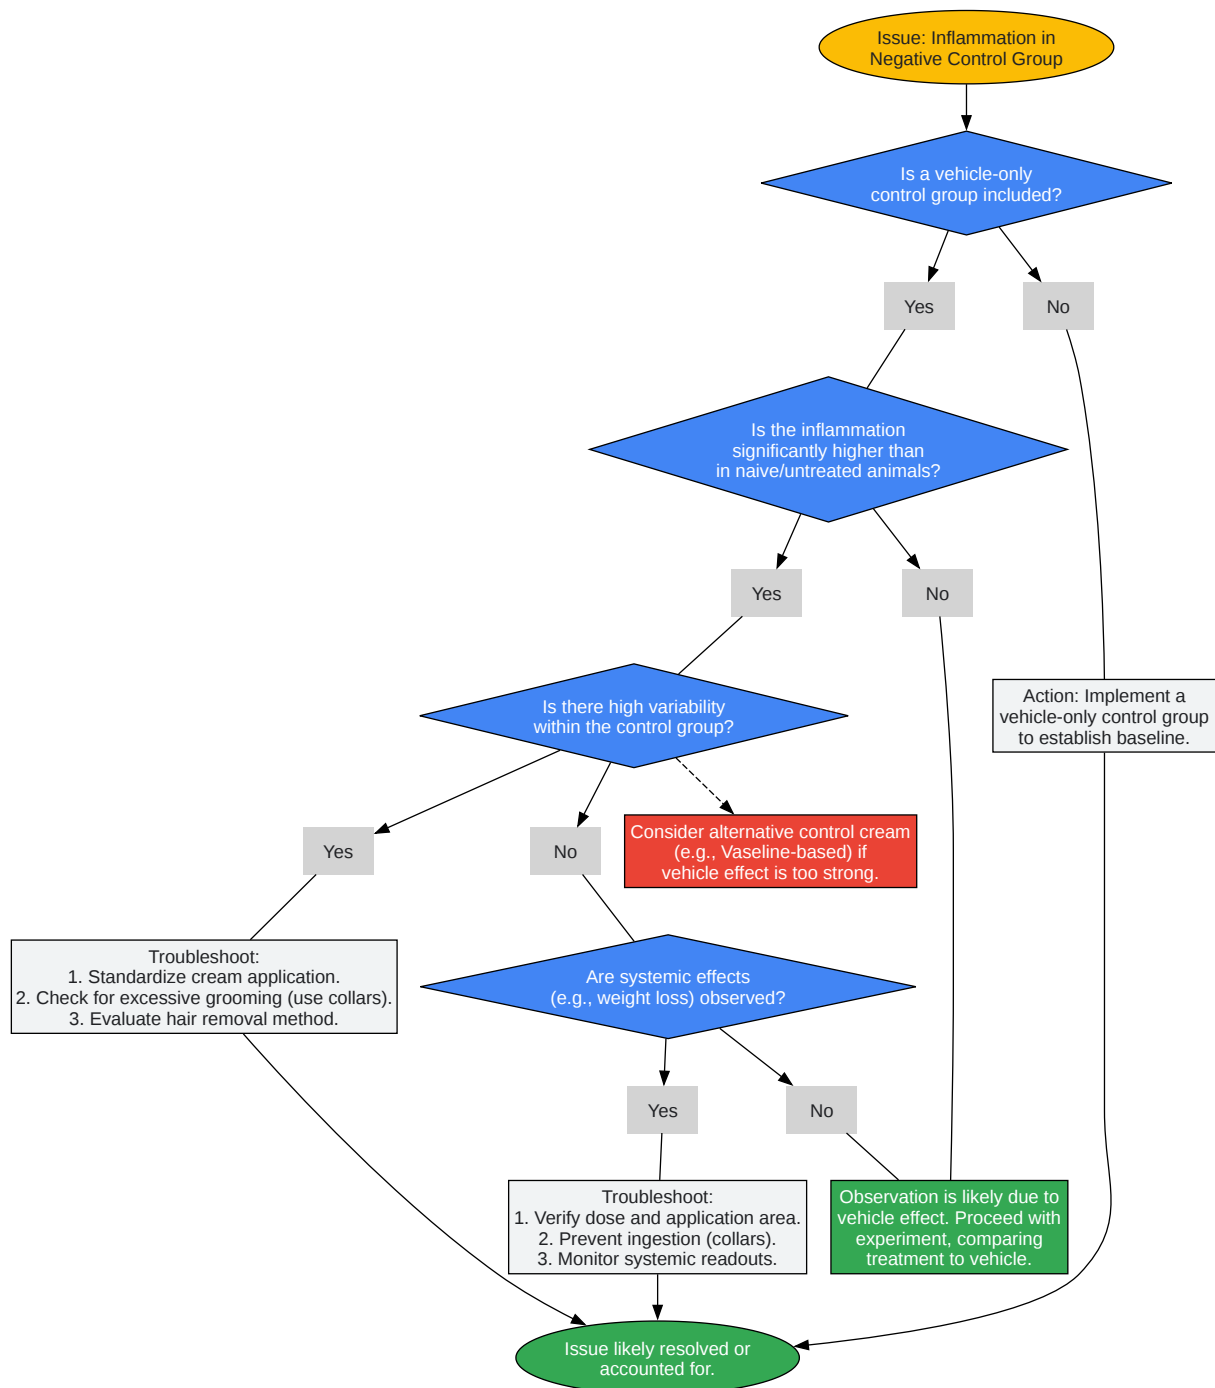 Issue: Inflammation in
Negative Control Group
Is a vehicle-only
control group included?
Yes
No
Is the inflammation
significantly higher than
in naive/untreated animals?
Yes
No
Is there high variability
within the control group?
Action: Implement a
vehicle-only control group
to establish baseline.
Yes
No
Consider alternative control cream
(e.g., Vaseline-based) if
vehicle effect is too strong.
Troubleshoot:
1. Standardize cream application.
2. Check for excessive grooming (use collars).
3. Evaluate hair removal method.
Are systemic effects
(e.g., weight loss) observed?
Yes
No
Troubleshoot:
1. Verify dose and application area.
2. Prevent ingestion (collars).
3. Monitor systemic readouts.
Observation is likely due to
vehicle effect. Proceed with
experiment, comparing
treatment to vehicle.
Issue likely resolved or
accounted for.